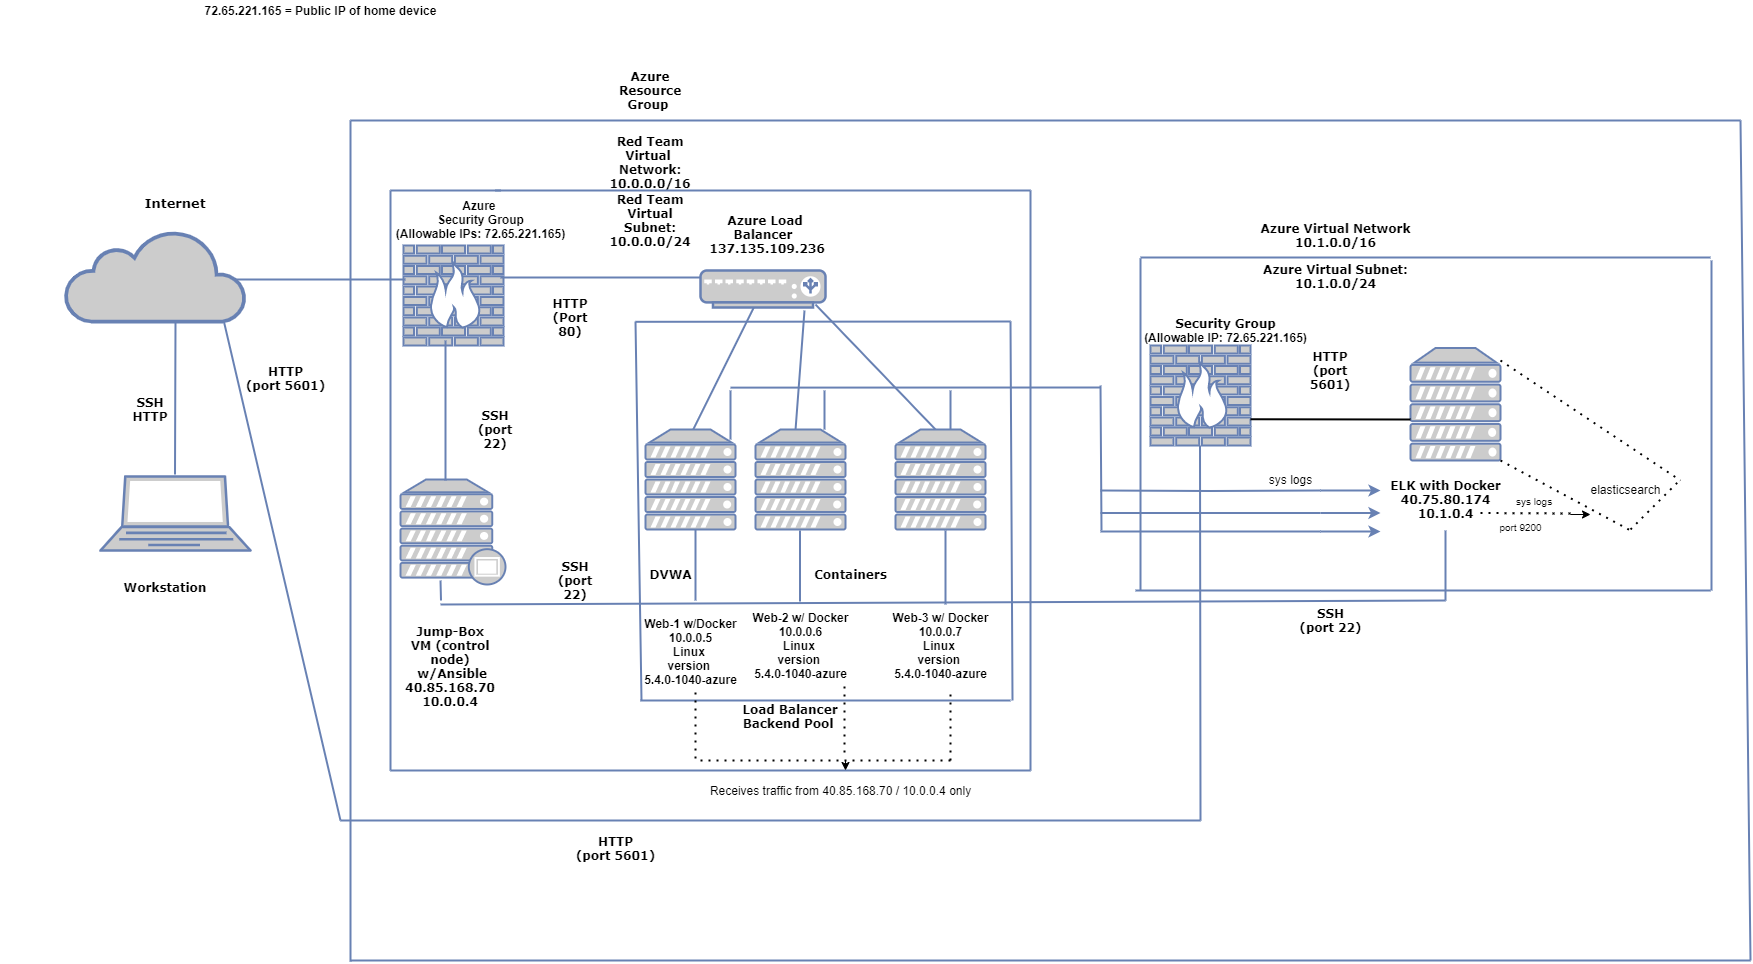 72.65.221.165 = Public IP of home device
Azure
Resource
Group
Red Team
Virtual
Network:
10.0.0.0/16
Red Team
Virtual
Subnet:
10.0.0.0/24
Internet
Azure
Security Group
(Allowable IPs: 72.65.221.165)
Azure Load
Balancer
137.135.109.236
Azure Virtual Network
10.1.0.0/16
Azure Virtual Subnet:
10.1.0.0/24
HTTP
(Port
80)
Security Group
(Allowable IP: 72.65.221.165)
HTTP
(port
5601)
HTTP
(port 5601)
SSH
HTTP
SSH
(port
22)
sys logs
ELK with Docker
40.75.80.174
10.1.0.4
sys logs
port 9200
elasticsearch
Workstation
SSH
(port
22)
DVWA
Containers
SSH
(port 22)
Jump-Box
VM (control
node)
w/Ansible
40.85.168.70
10.0.0.4
Web-1 w/Docker
10.0.0.5
Linux
version
5.4.0-1040-azure
Web-2 w/ Docker
10.0.0.6
Linux
version
5.4.0-1040-azure
Web-3 w/ Docker
10.0.0.7
Linux
version
5.4.0-1040-azure
Load Balancer
Backend Pool
Receives traffic from 40.85.168.70 / 10.0.0.4 only
HTTP
(port 5601)